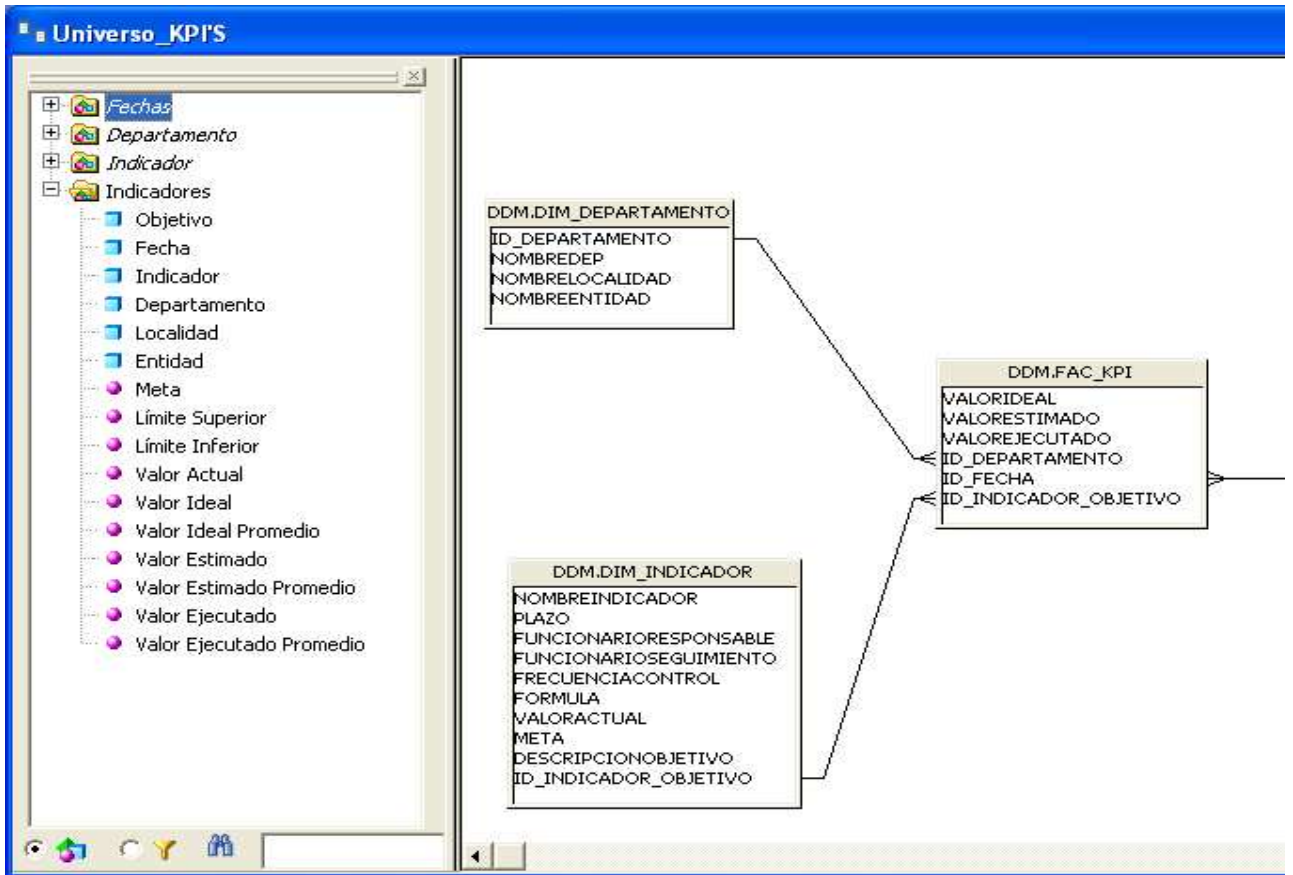 Universo_KPI'S
Fechas
Departamento
Indicador
Indicadores
Objetivo
Fecha
Indicador
Departamento
Localidad
Entidad
Meta
Límite Superior
Límite Inferior
Valor Actual
Valor Ideal
Valor Ideal Promedio
Valor Estimado
Valor Estimado Promedio
Valor Ejecutado
Valor Ejecutado Promedio
DDM.DIM_DEPARTAMENTO
ID_DEPARTAMENTO
NOMBREDEP
NOMBRELOCALIDAD
NOMBREENTIDAD
DDM.FAC_KPI
VALORIDEAL
VALORESTIMADO
VALOREJECUTADO
ID_DEPARTAMENTO
ID_FECHA
ID_INDICADOR_OBJETIVO
DDM.DIM_INDICADOR
NOMBREINDICADOR
PLAZO
FUNCIONARIORESPONSABLE
FUNCIONARIOSEGUIMIENTO
FRECUENCIACONTROL
FORMULA
VALORACTUAL
META
DESCRIPCIONOBJETIVO
ID_INDICADOR_OBJETIVO